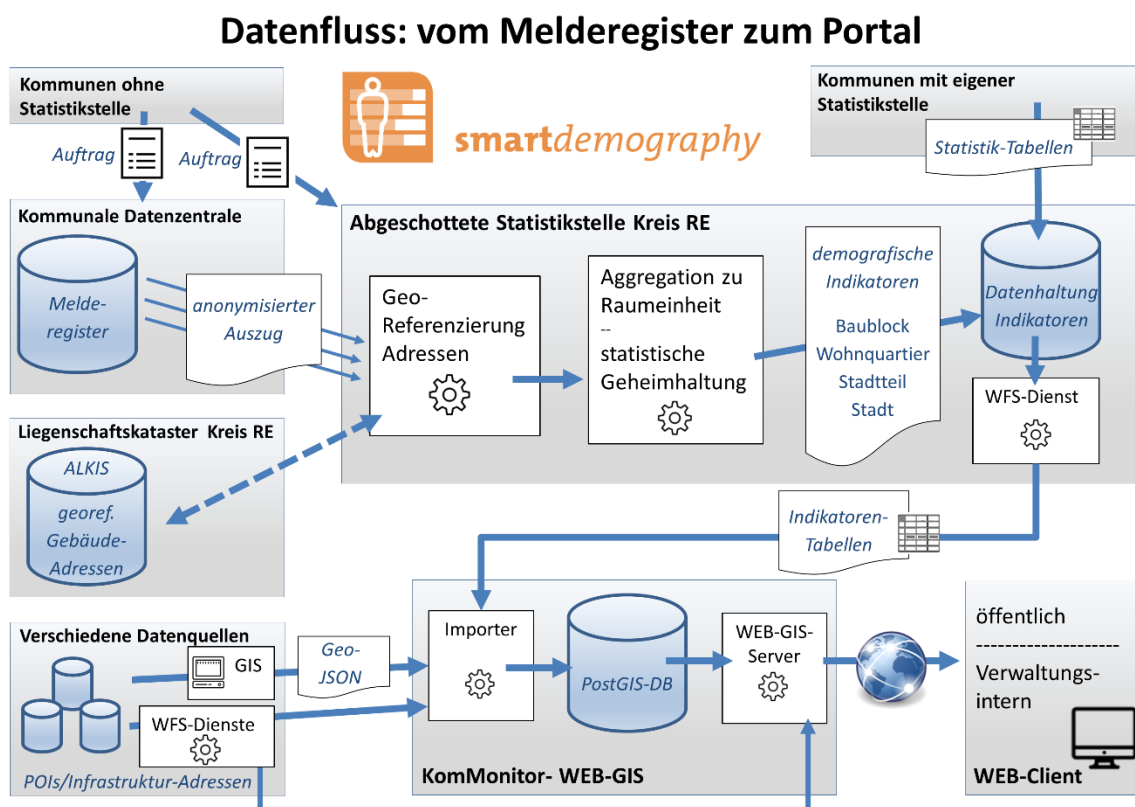 Datenfluss: vom Melderegister zum Portal
Kommunen ohne
Statistikstelle
Auftrag
Auftrag
smartdemography
Kommunen mit eigener
Statistikstelle
Statistik-Tabellen
Kommunale Datenzentrale
Melde-
register
anonymisierter
Auszug
Abgeschottete Statistikstelle Kreis RE
Geo-
Referenzierung
Adressen
Aggregation zu
Raumeinheit
--
statistische
Geheimhaltung
demografische
Indikatoren
Baublock
Wohnquartier
Stadtteil
Stadt
Datenhaltung
Indikatoren
WFS-Dienst
Liegenschaftskataster Kreis RE
ALKIS
georef.
Gebäude-
Adressen
Indikatoren-
Tabellen
Verschiedene Datenquellen
GIS
WFS-Dienste
POIs/Infrastruktur-Adressen
Geo-
JSON
Importer
PostGIS-DB
WEB-GIS-
Server
KomMonitor- WEB-GIS
öffentlich
--------------------
Verwaltungs-
intern
WEB-Client